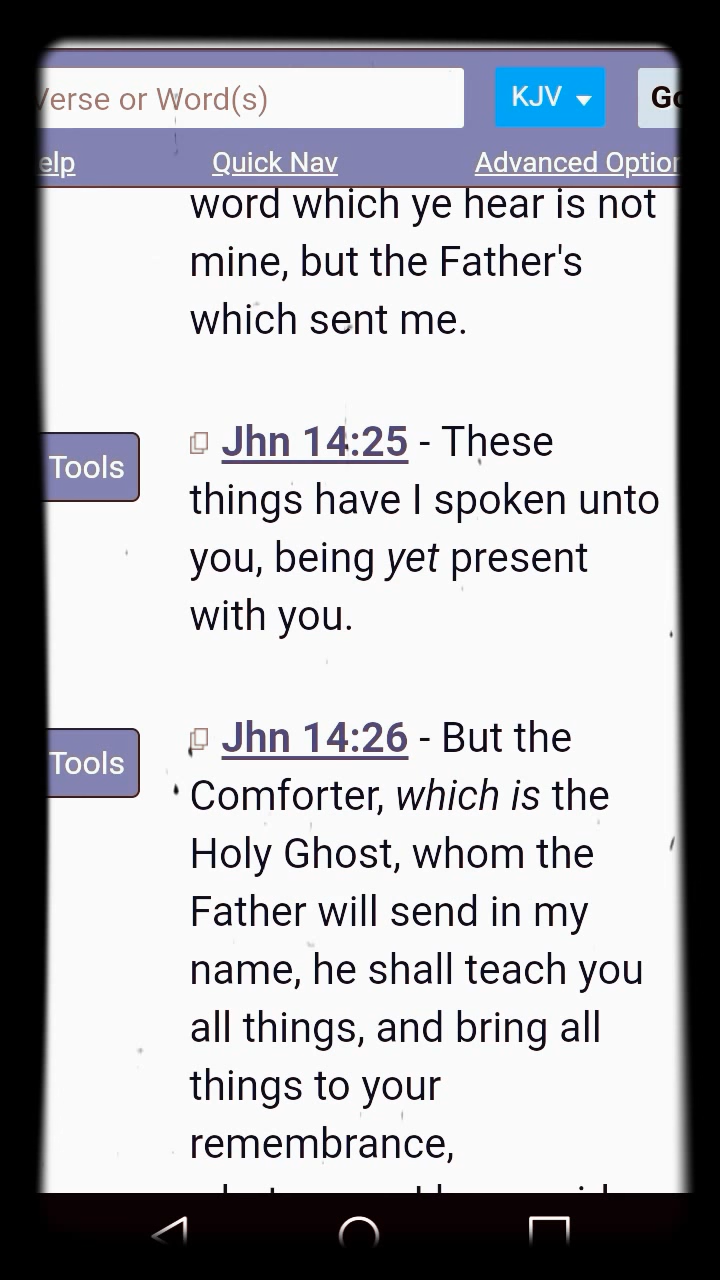 Verse or Word(s)
KJV
Go
elp
Quick Nav
Advanced Option
word which ye hear is not
mine, but the Father's
which sent me.
Tools
Jhn 14:25 - These
things have I spoken unto
you, being yet present
with you.
Tools
Jhn 14:26 - But the
Comforter, which is the
Holy Ghost, whom the
Father will send in my
name, he shall teach you
all things, and bring all
things to your
remembrance,